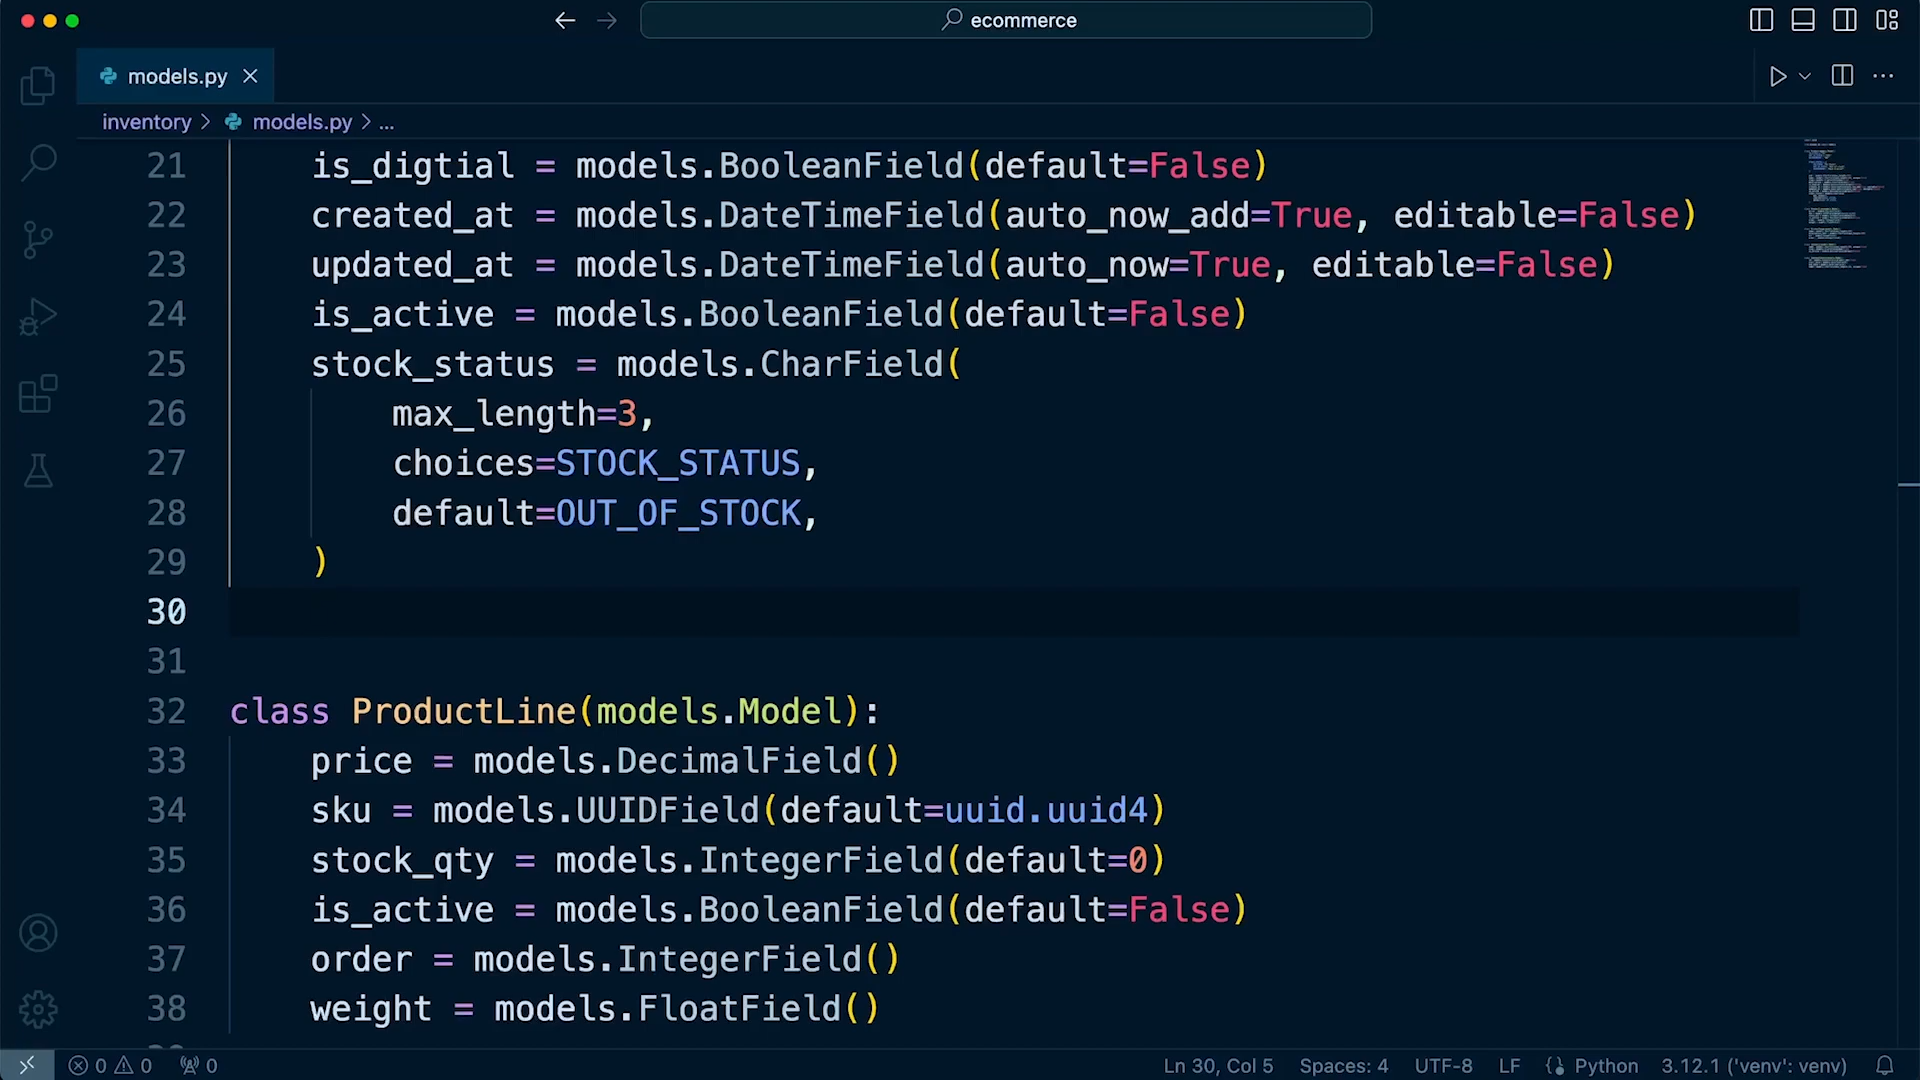 ecommerce
models.py
inventory > models.py > ...
21 is_digtial = models.BooleanField(default=False)
22 created_at = models.DateTimeField(auto_now_add=True, editable=False)
23 updated_at = models.DateTimeField(auto_now=True, editable=False)
24 is_active = models.BooleanField(default=False)
25 stock_status = models.CharField(
26 max_length=3,
27 choices=STOCK_STATUS,
28 default=OUT_OF_STOCK,
29 )
30
31
32 class ProductLine(models.Model):
33 price = models.DecimalField()
34 sku = models.UUIDField(default=uuid.uuid4)
35 stock_qty = models.IntegerField(default=0)
36 is_active = models.BooleanField(default=False)
37 order = models.IntegerField()
38 weight = models.FloatField()
0 0 0 Ln 30, Col 5 Spaces: 4 UTF-8 LF Python 3.12.1 ('venv': venv)